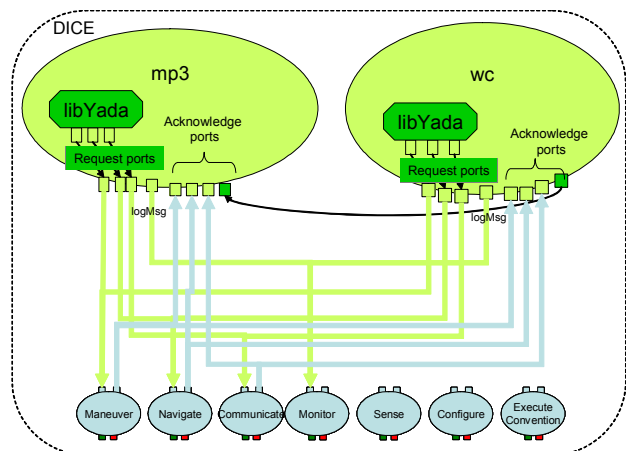 DICE
mp3
wc
libYada
libYada
Acknowledge
ports
Acknowledge
ports
Request ports
Request ports
logMsg
logMsg
Maneuver
Navigate
Communicate
Monitor
Sense
Configure
Execute
Convention